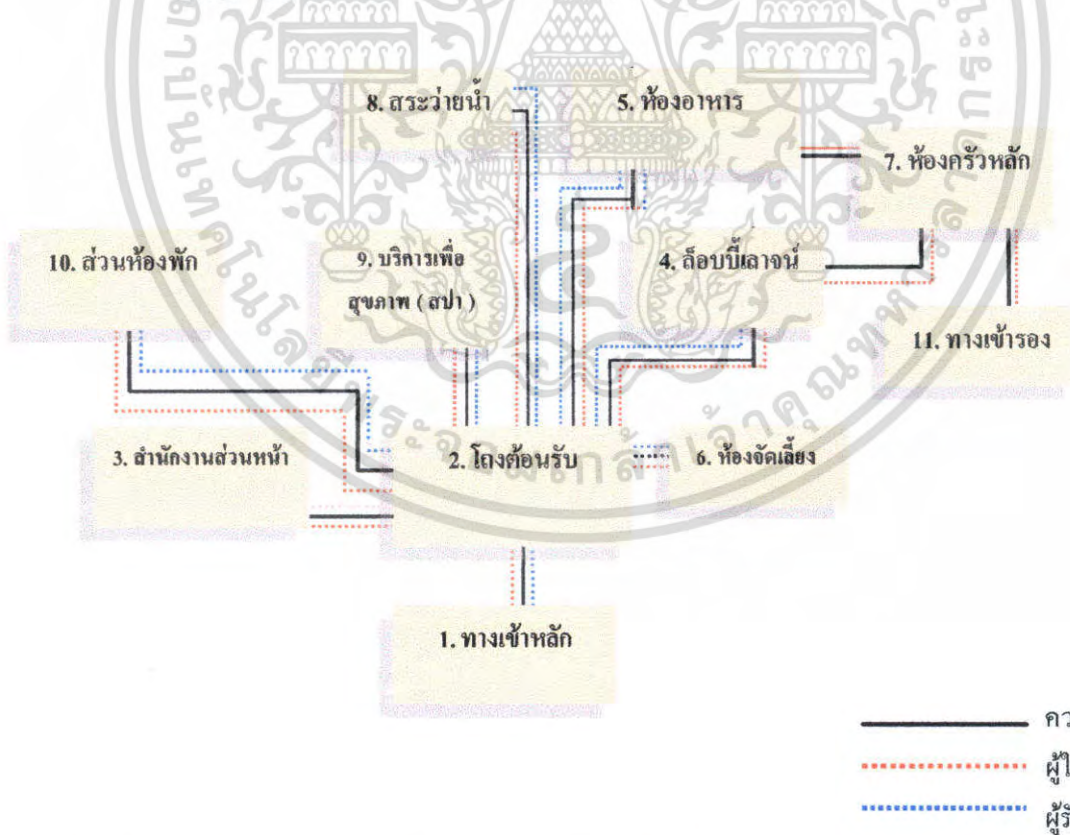 8. สระว่ายน้ำ
5. ห้องอาหาร
7. ห้องครัวหลัก
10. ส่วนห้องพัก
9. บริการเพื่อ
สุขภาพ ( สปา )
4. ล็อบบี้เลาจน์
11. ทางเข้ารอง
3. สำนักงานส่วนหน้า
2. โถงต้อนรับ
6. ห้องจัดเลี้ยง
1. ทางเข้าหลัก